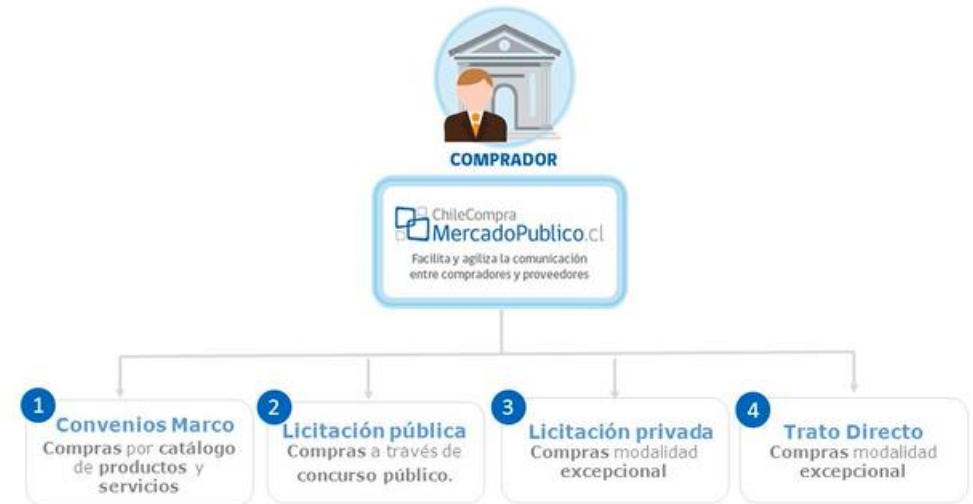 COMPRADOR
ChileCompra
MercadoPublico.cl
Facilita y agiliza la comunicación
entre compradores y proveedores
1
Convenios Marco
Compras por catálogo
de productos y
servicios
2
Licitación pública
Compras a través de
concurso público.
3
Licitación privada
Compras modalidad
excepcional
4
Trato Directo
Compras modalidad
excepcional